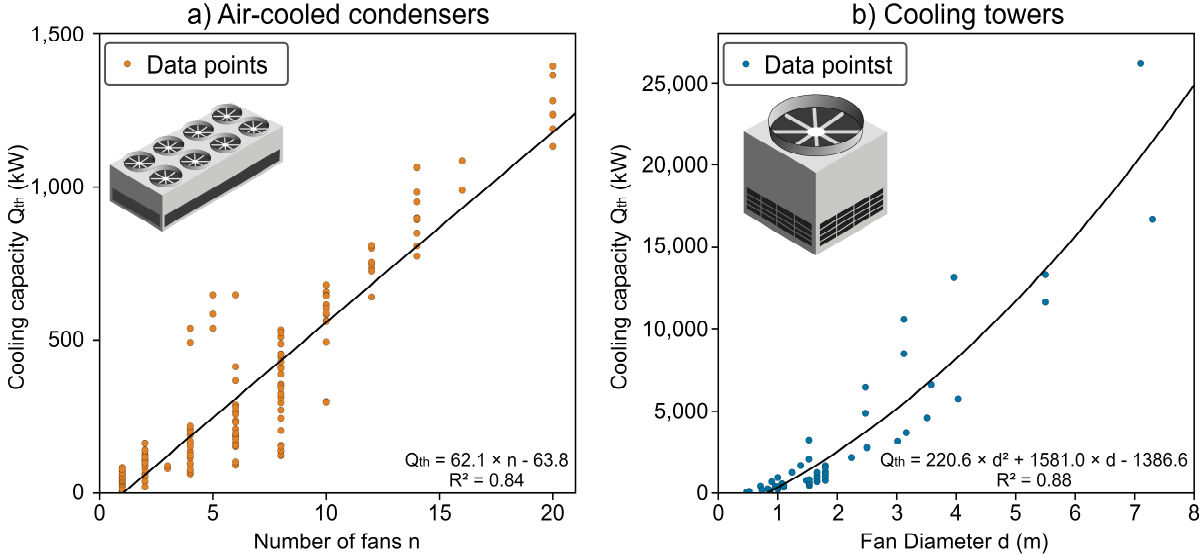 a) Air-cooled condensers
1,500
1,000
500
0
Cooling capacity Qth (kW)
Data points
Qth = 62.1 × n - 63.8
R² = 0.84
0 5 10 15 20
Number of fans n
b) Cooling towers
25,000
20,000
15,000
10,000
5,000
0
Cooling capacity Qth (kW)
Data pointst
Qth = 220.6 × d² + 1581.0 × d - 1386.6
R² = 0.88
0 1 2 3 4 5 6 7 8
Fan Diameter d (m)